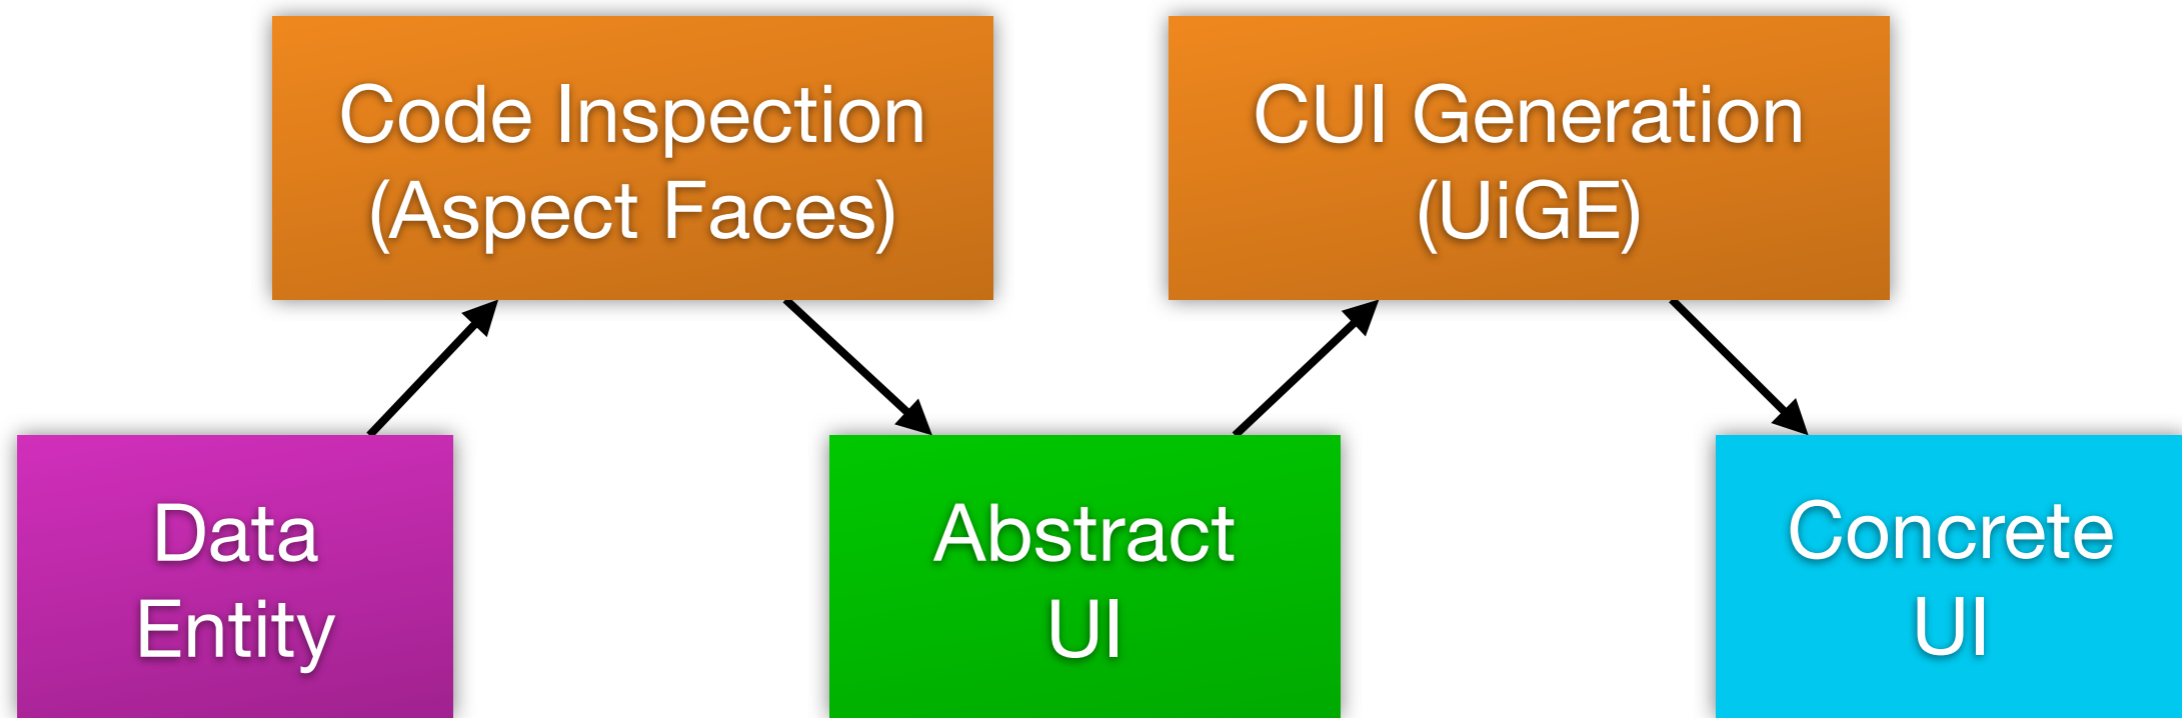 Code Inspection
(Aspect Faces)
CUI Generation
(UiGE)
Data
Entity
Abstract
UI
Concrete
UI